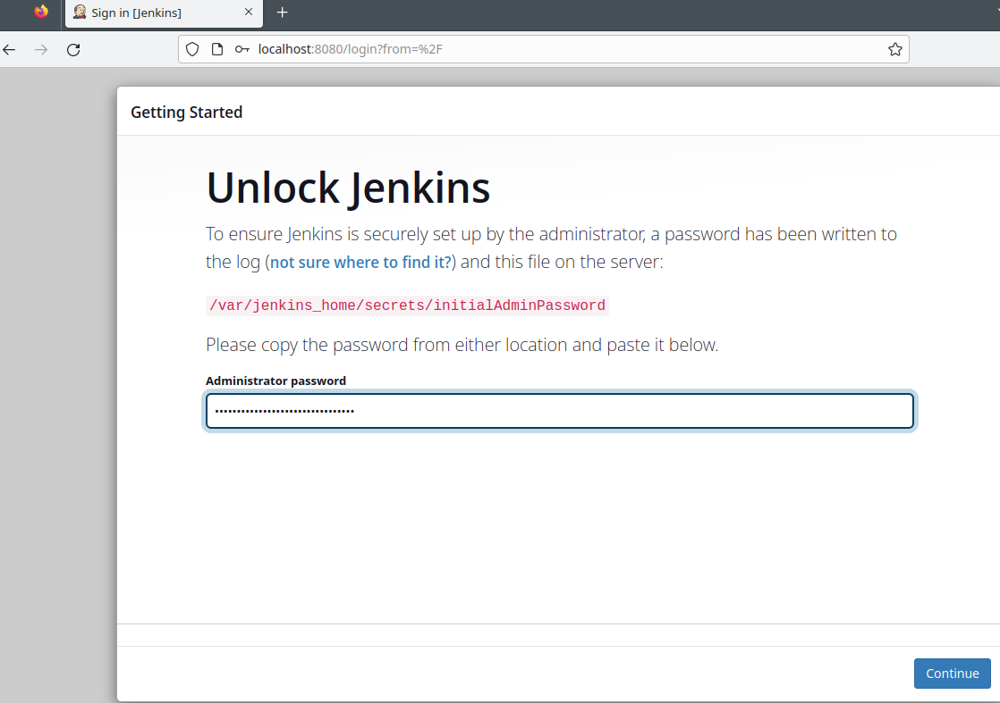 Sign in [Jenkins]
localhost:8080/login?from=%2F
Getting Started
Unlock Jenkins
To ensure Jenkins is securely set up by the administrator, a password has been written to
the log (not sure where to find it?) and this file on the server:
/var/jenkins_home/secrets/initialAdminPassword
Please copy the password from either location and paste it below.
Administrator password
••••••••••••••••••••••••••••••••
Continue